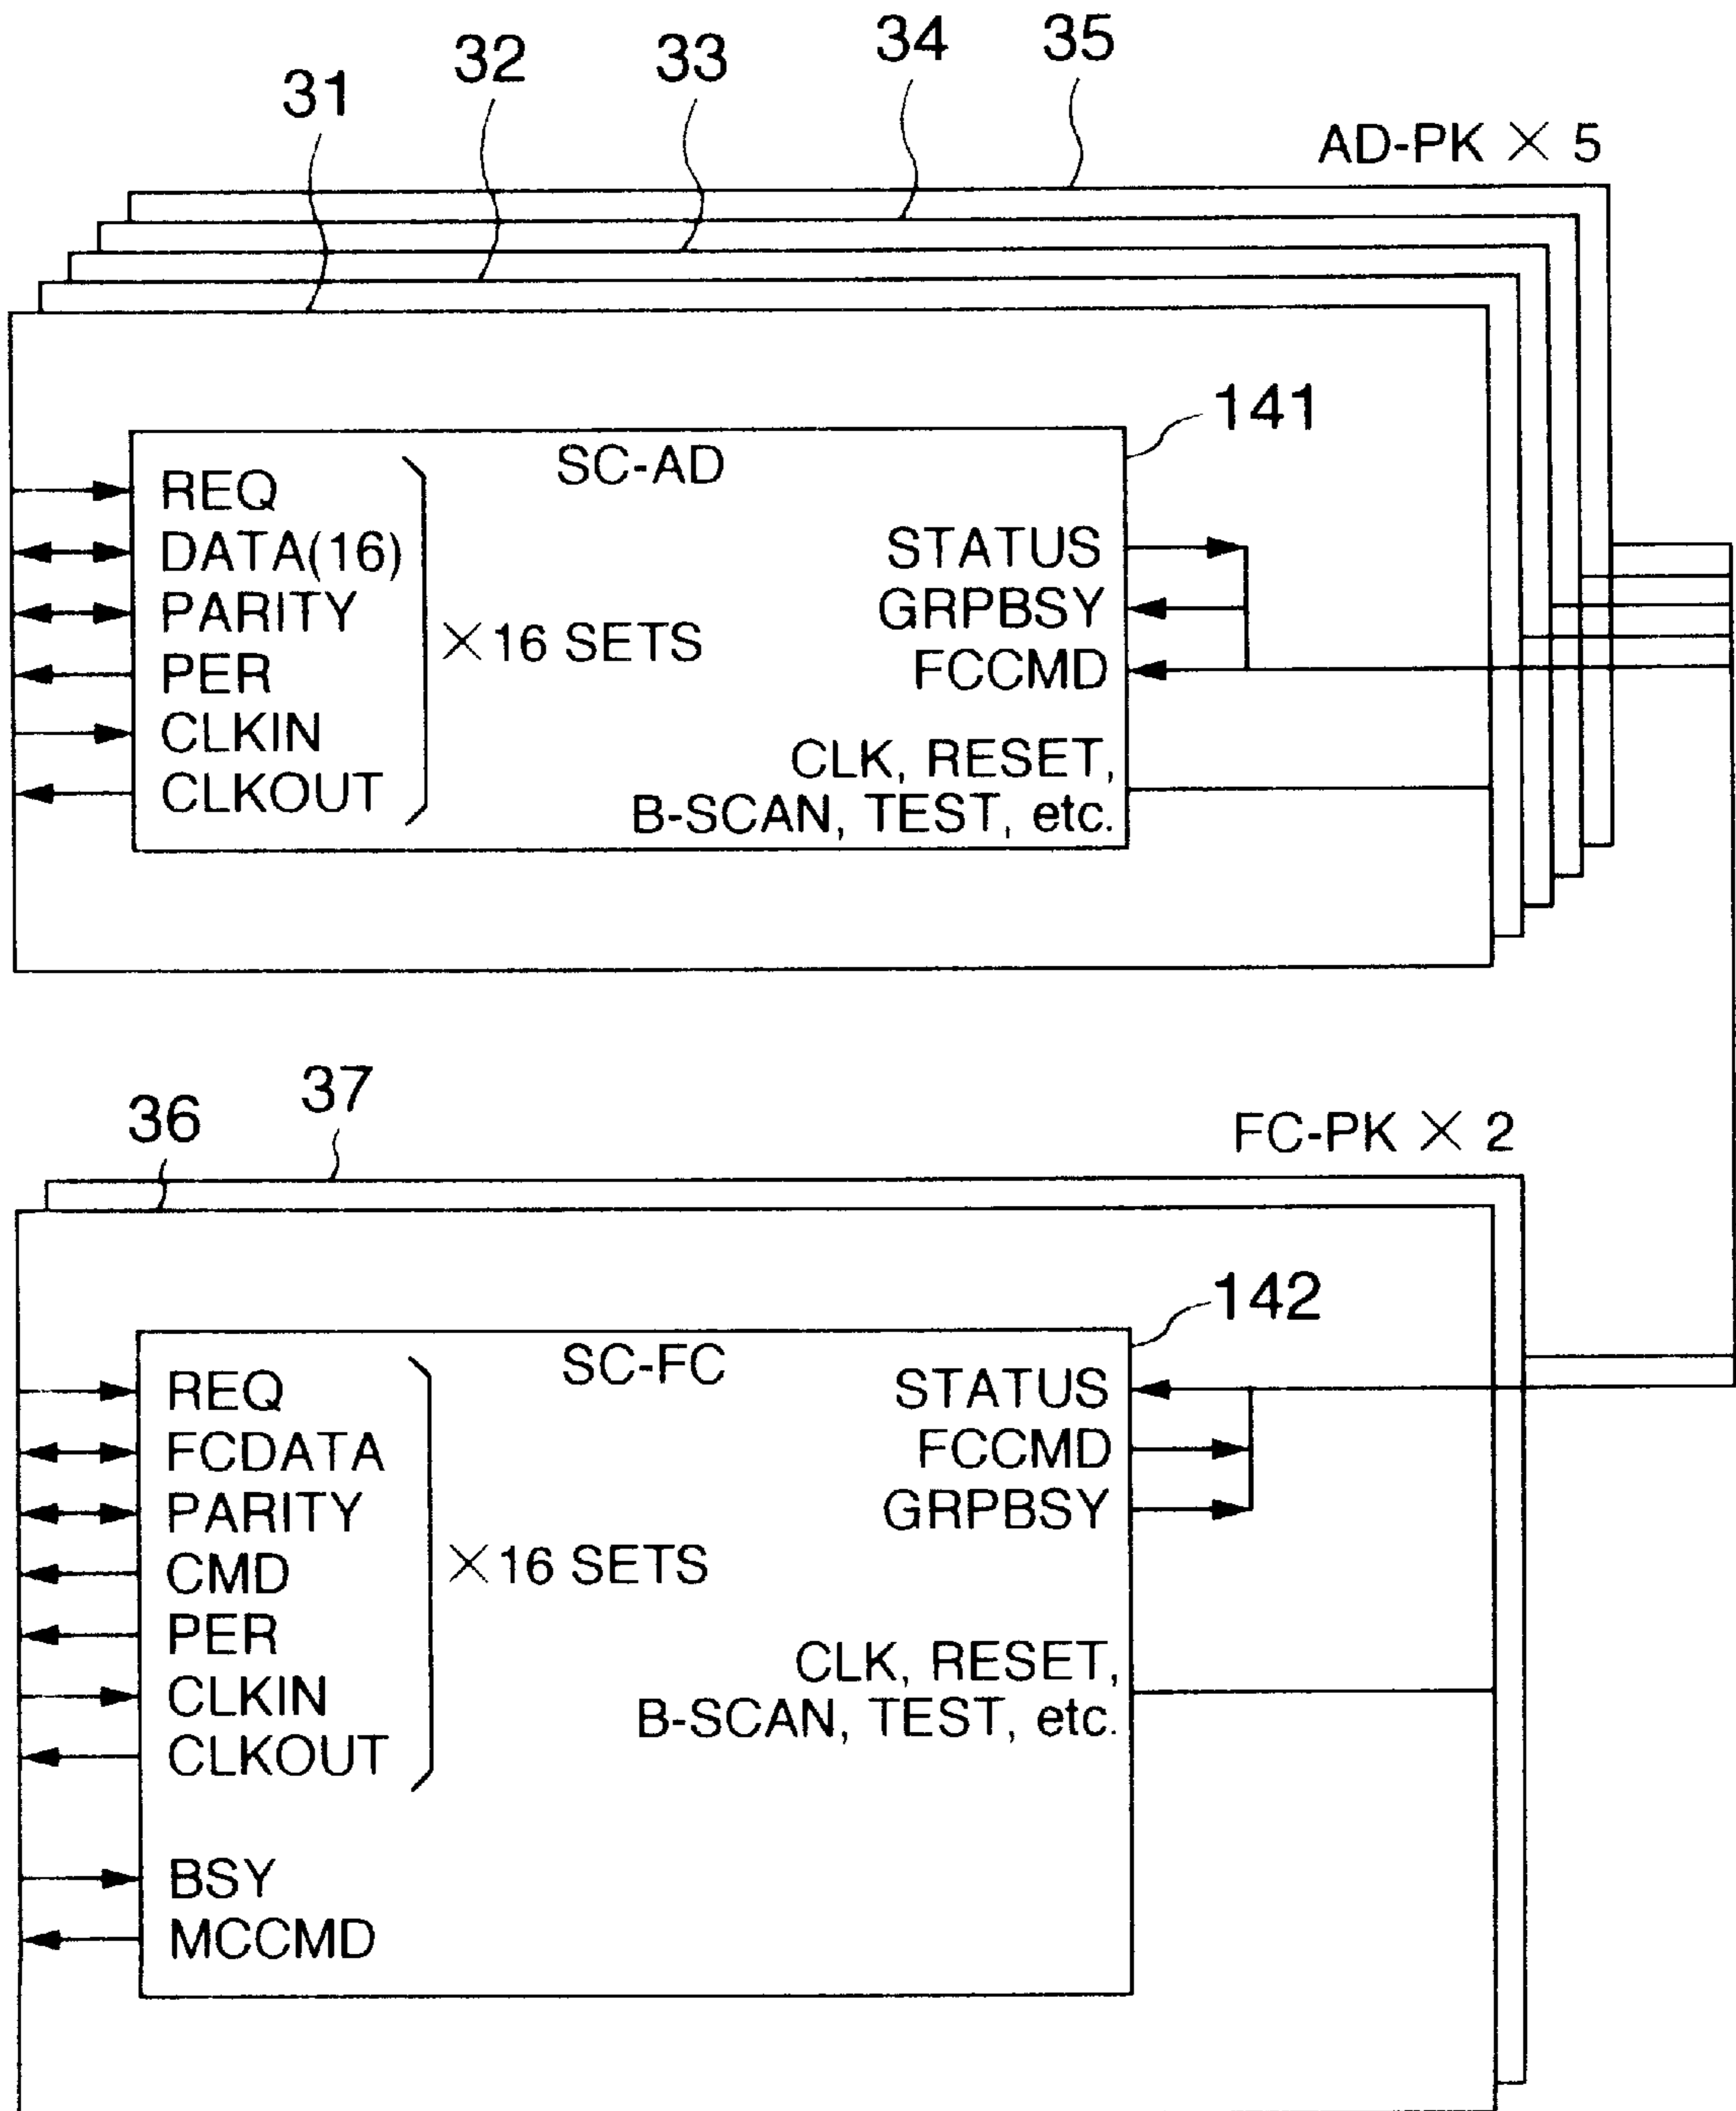 31
32
33
34
35
AD-PK × 5
141
SC-AD
REQ
DATA(16)
PARITY
PER
CLKIN
CLKOUT
×16 SETS
STATUS
GRPBSY
FCCMD
CLK, RESET,
B-SCAN, TEST, etc.
36
37
FC-PK × 2
142
SC-FC
REQ
FCDATA
PARITY
CMD
PER
CLKIN
CLKOUT
×16 SETS
BSY
MCCMD
STATUS
FCCMD
GRPBSY
CLK, RESET,
B-SCAN, TEST, etc.